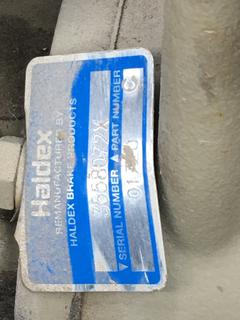 Haldex
REMANUFACTURED BY
HALDEX BRAKE PRODUCTS
▼ SERIAL NUMBER ▲ PART NUMBER